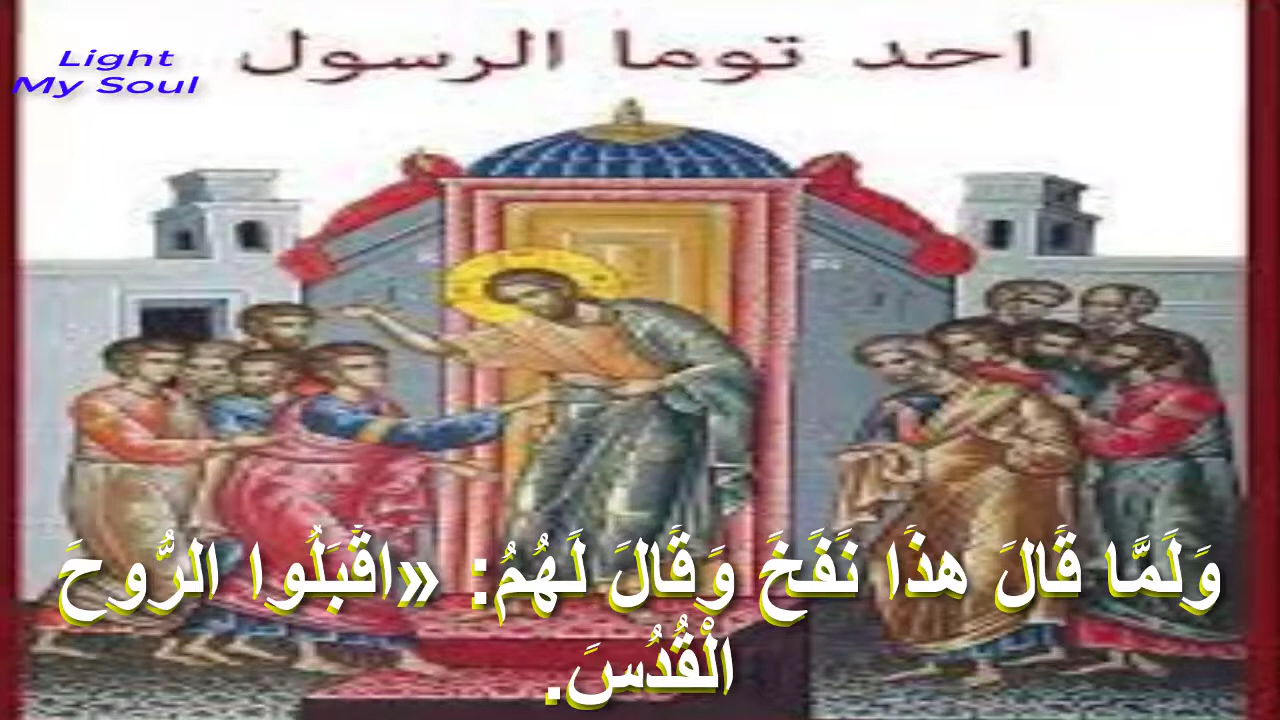 احد توما الرسول
Light
My Soul
وَلَمَّا قَالَ هذَا نَفَخَ وَقَالَ لَهُمُ: «اقْبَلُوا الرُّوحَ
الْقُدُسَ.